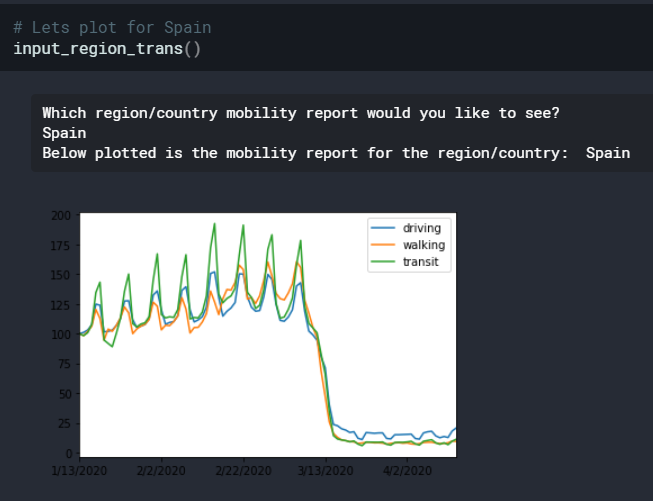 # Lets plot for Spain
input_region_trans()
Which region/country mobility report would you like to see?
Spain
Below plotted is the mobility report for the region/country:  Spain
200
175
150
125
100
75
50
25
0
driving
walking
transit
1/13/2020 2/2/2020 2/22/2020 3/13/2020 4/2/2020